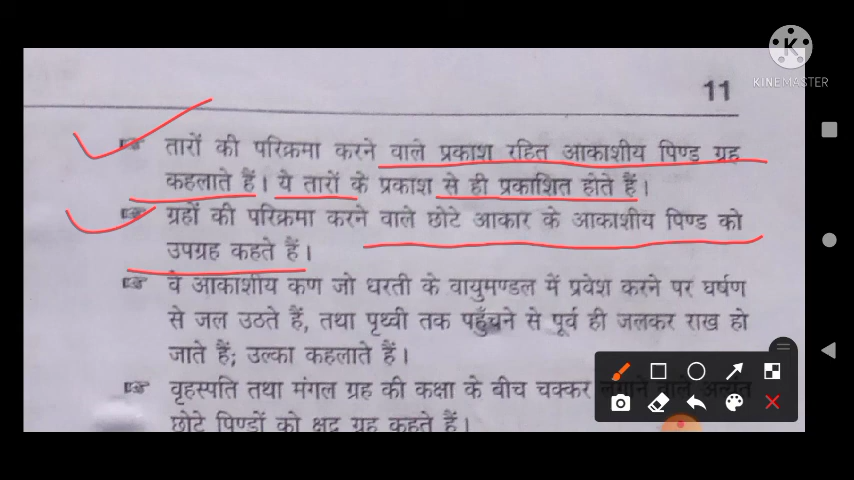 KINEMASTER
11
तारों की परिक्रमा करने वाले प्रकाश रहित आकाशीय पिण्ड ग्रह
कहलाते हैं। ये तारों के प्रकाश से ही प्रकाशित होते हैं।
ग्रहों की परिक्रमा करने वाले छोटे आकार के आकाशीय पिण्ड को
उपग्रह कहते हैं।
वे आकाशीय कण जो धरती के वायुमण्डल में प्रवेश करने पर घर्षण
से जल उठते हैं, तथा पृथ्वी तक पहुँचने से पूर्व ही जलकर राख हो
जाते हैं; उल्का कहलाते हैं।
वृहस्पति तथा मंगल ग्रह की कक्षा के बीच चक्कर लगाने वाले अत्यंत
छोटे पिण्डों को क्षुद्र ग्रह कहते हैं।